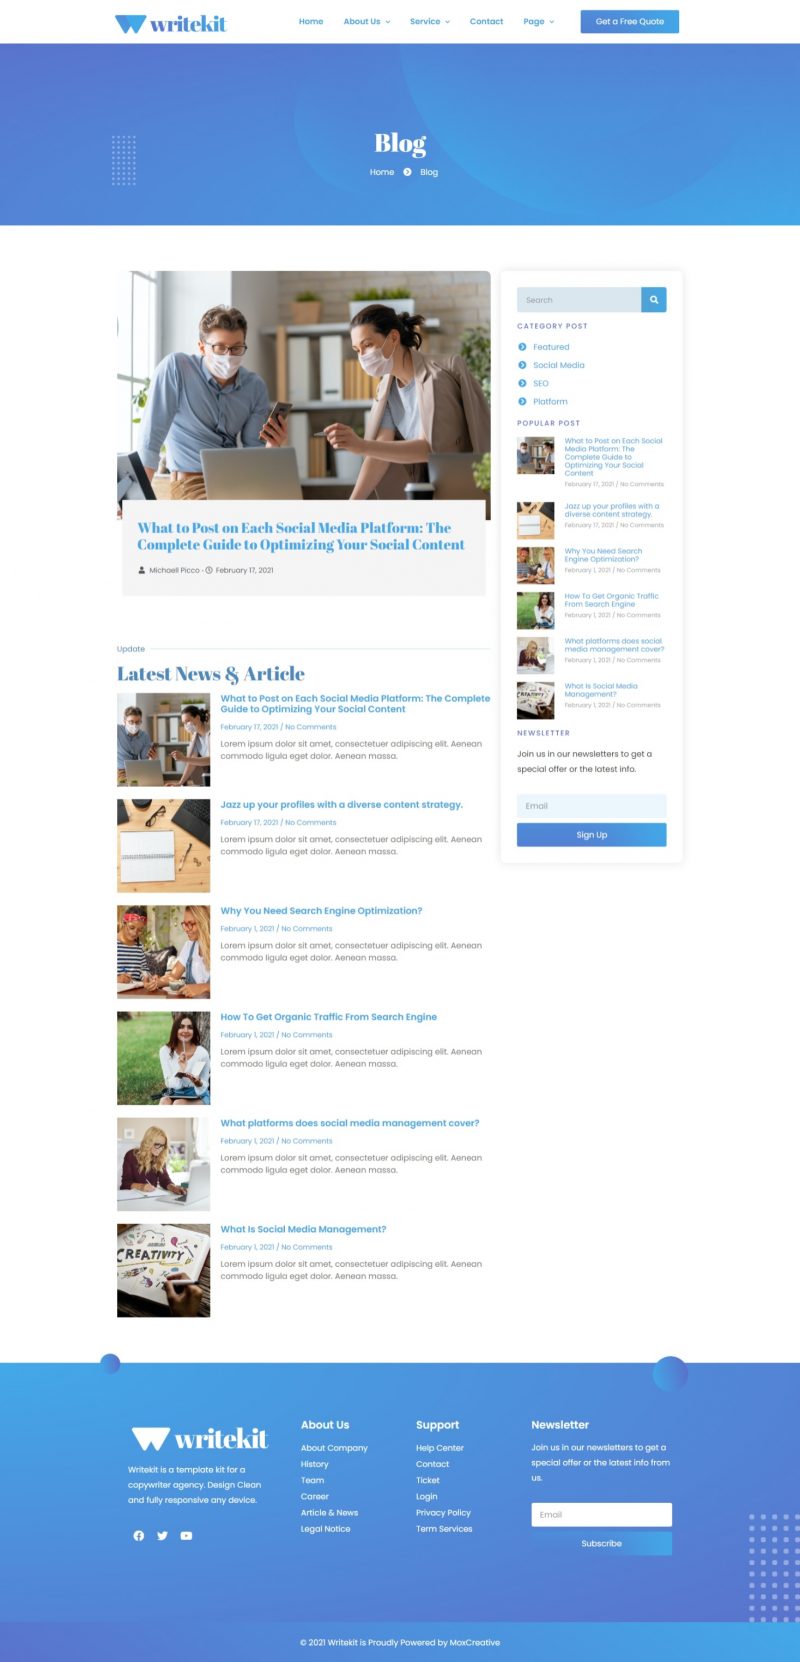 writekit
Home About Us Service Contact Page Get a Free Quote
Blog
Home Blog
What to Post on Each Social Media Platform: The
Complete Guide to Optimizing Your Social Content
Michaell Picco - February 17, 2021
Update
Latest News & Article
What to Post on Each Social Media Platform: The Complete
Guide to Optimizing Your Social Content
February 17, 2021 / No Comments
Lorem ipsum dolor sit amet, consectetuer adipiscing elit. Aenean
commodo ligula eget dolor. Aenean massa.
Jazz up your profiles with a diverse content strategy.
February 17, 2021 / No Comments
Lorem ipsum dolor sit amet, consectetuer adipiscing elit. Aenean
commodo ligula eget dolor. Aenean massa.
Why You Need Search Engine Optimization?
February 1, 2021 / No Comments
Lorem ipsum dolor sit amet, consectetuer adipiscing elit. Aenean
commodo ligula eget dolor. Aenean massa.
How To Get Organic Traffic From Search Engine
February 1, 2021 / No Comments
Lorem ipsum dolor sit amet, consectetuer adipiscing elit. Aenean
commodo ligula eget dolor. Aenean massa.
What platforms does social media management cover?
February 1, 2021 / No Comments
Lorem ipsum dolor sit amet, consectetuer adipiscing elit. Aenean
commodo ligula eget dolor. Aenean massa.
CREATIVITY
What Is Social Media Management?
February 1, 2021 / No Comments
Lorem ipsum dolor sit amet, consectetuer adipiscing elit. Aenean
commodo ligula eget dolor. Aenean massa.
Search
CATEGORY POST
Featured
Social Media
SEO
Platform
POPULAR POST
What to Post on Each Social
Media Platform: The
Complete Guide to
Optimizing Your Social
Content
February 17, 2021 / No Comments
Jazz up your profiles with a
diverse content strategy.
February 17, 2021 / No Comments
Why You Need Search
Engine Optimization?
February 1, 2021 / No Comments
How To Get Organic Traffic
From Search Engine
February 1, 2021 / No Comments
What platforms does social
media management cover?
February 1, 2021 / No Comments
CREATIVITY
What Is Social Media
Management?
February 1, 2021 / No Comments
NEWSLETTER
Join us in our newsletters to get a
special offer or the latest info.
Email
Sign Up
writekit
Writekit is a template kit for a
copywriter agency. Design Clean
and fully responsive any device.
About Us
About Company
History
Team
Career
Article & News
Legal Notice
Support
Help Center
Contact
Ticket
Login
Privacy Policy
Term Services
Newsletter
Join us in our newsletters to get a
special offer or the latest info from
us.
Email
Subscribe
© 2021 Writekit is Proudly Powered by MoxCreative